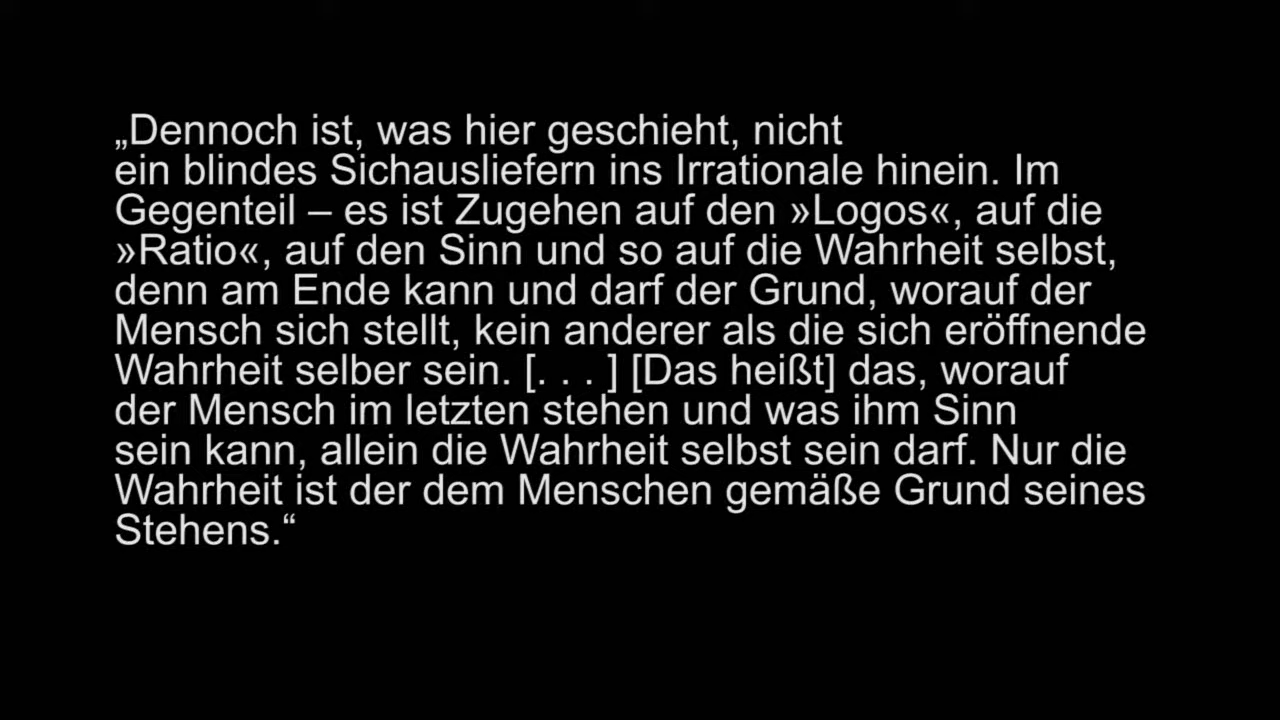 „Dennoch ist, was hier geschieht, nicht
ein blindes Sichausliefern ins Irrationale hinein. Im
Gegenteil – es ist Zugehen auf den »Logos«, auf die
»Ratio«, auf den Sinn und so auf die Wahrheit selbst,
denn am Ende kann und darf der Grund, worauf der
Mensch sich stellt, kein anderer als die sich eröffnende
Wahrheit selber sein. [. . . ] [Das heißt] das, worauf
der Mensch im letzten stehen und was ihm Sinn
sein kann, allein die Wahrheit selbst sein darf. Nur die
Wahrheit ist der dem Menschen gemäße Grund seines
Stehens.“